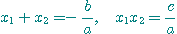 x₁ + x₂ = − b/a,  x₁x₂ = c/a